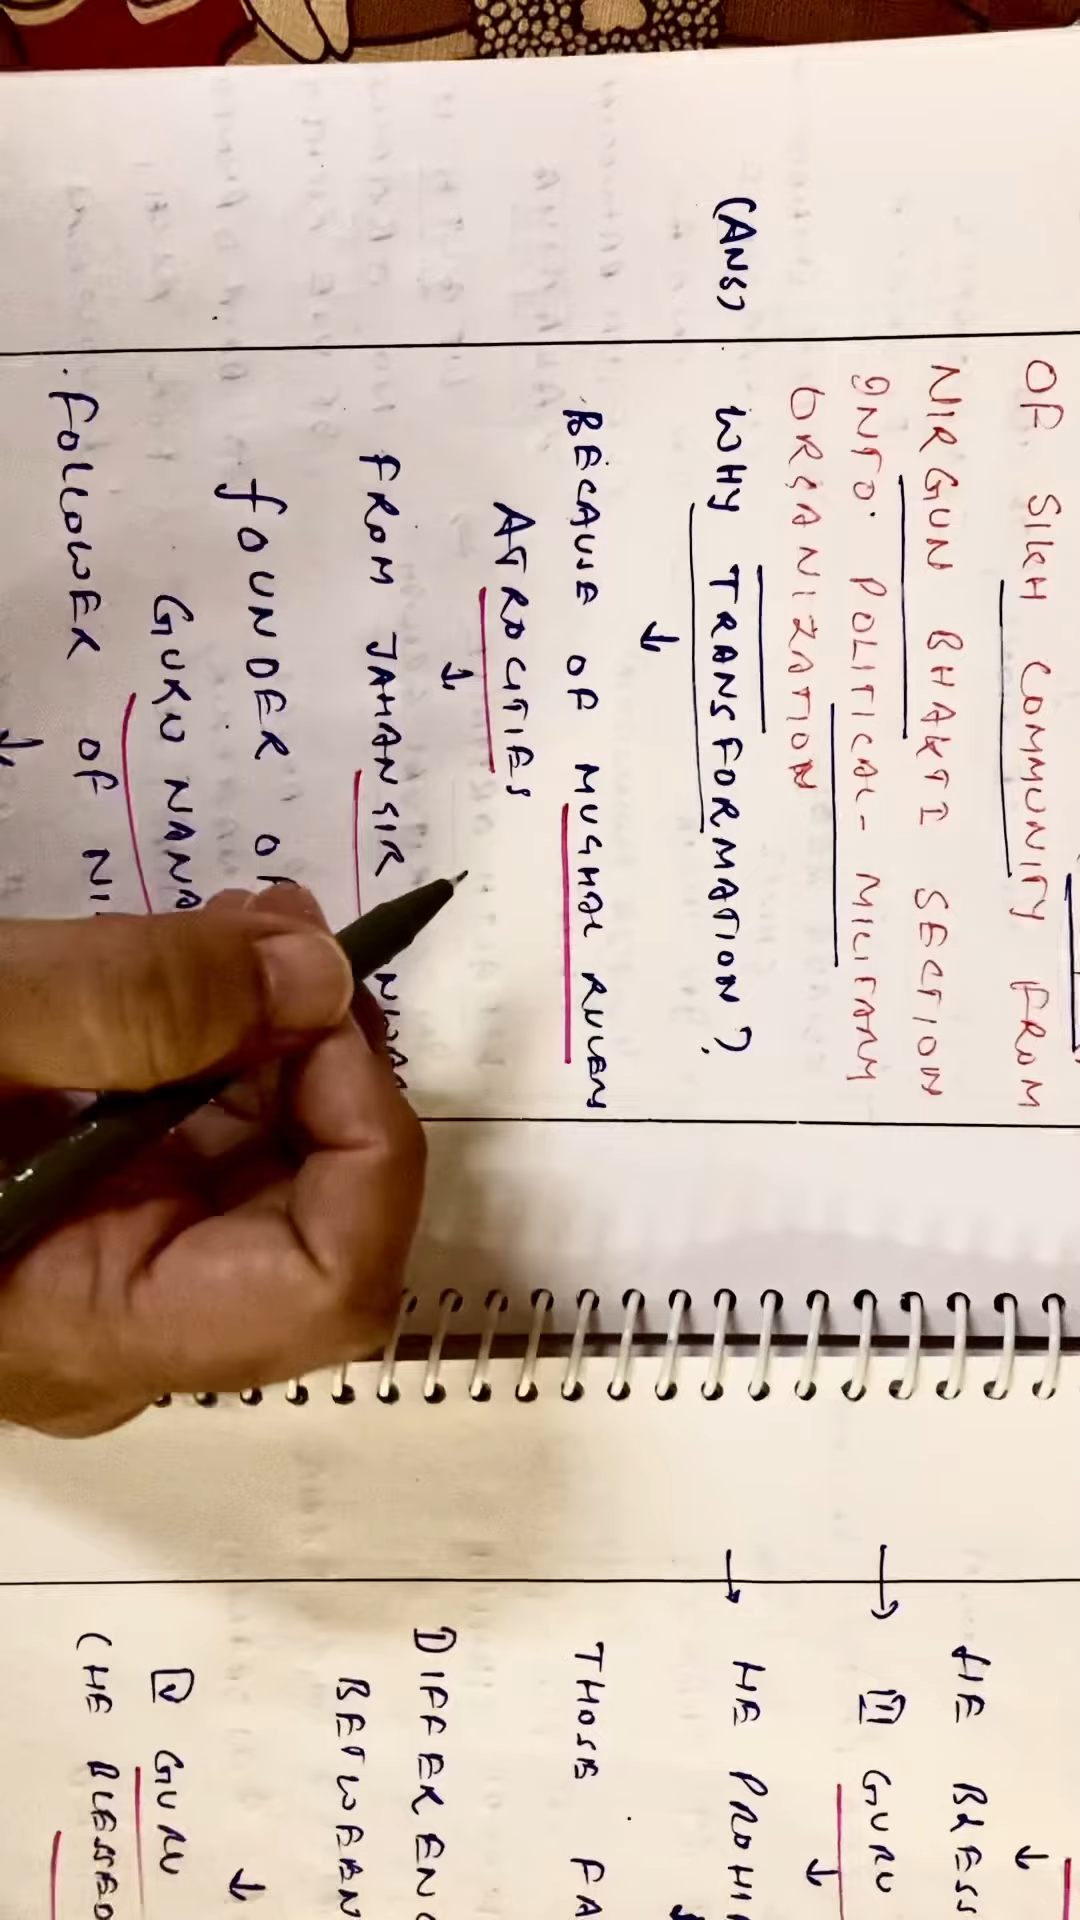 OF SIKH COMMUNITY FROM
NIRGUN BHAKTI SECTION
INTO POLITICAL- MILITARY
ORGANIZATION
(ANS) WHY TRANSFORMATION?
↓
BECAUSE OF MUGHAL RULERS
ATROCITIES
↓
FROM JAHANGIR
FOUNDER OF
GURU NANA
FOLLOWER OF NI
↓
HE BLESS
↓
→ III GURU
↓
→ HE PROHI
THOSE FA
DIFFEREN
BETWEEN
↓
GURU
(HE BLESSED